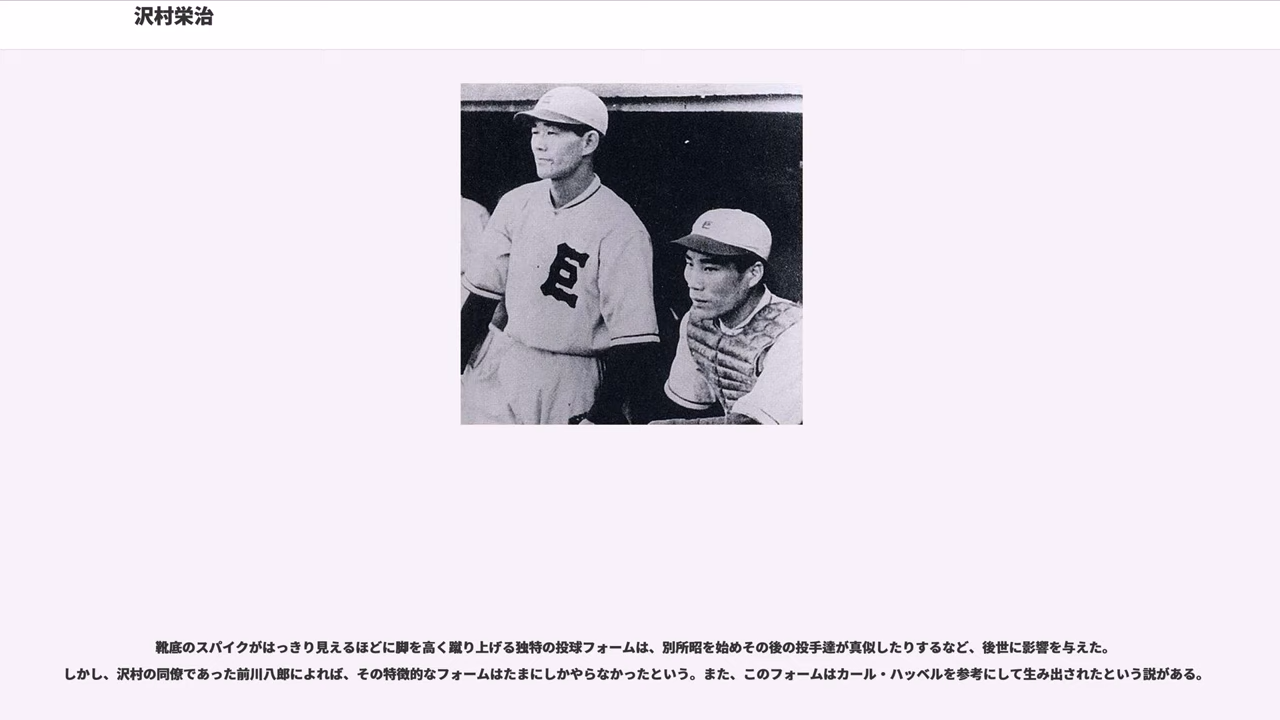 沢村栄治
巨
靴底のスパイクがはっきり見えるほどに脚を高く蹴り上げる独特の投球フォームは、別所昭を始めその後の投手達が真似したりするなど、後世に影響を与えた。
しかし、沢村の同僚であった前川八郎によれば、その特徴的なフォームはたまにしかやらなかったという。また、このフォームはカール・ハッベルを参考にして生み出されたという説がある。